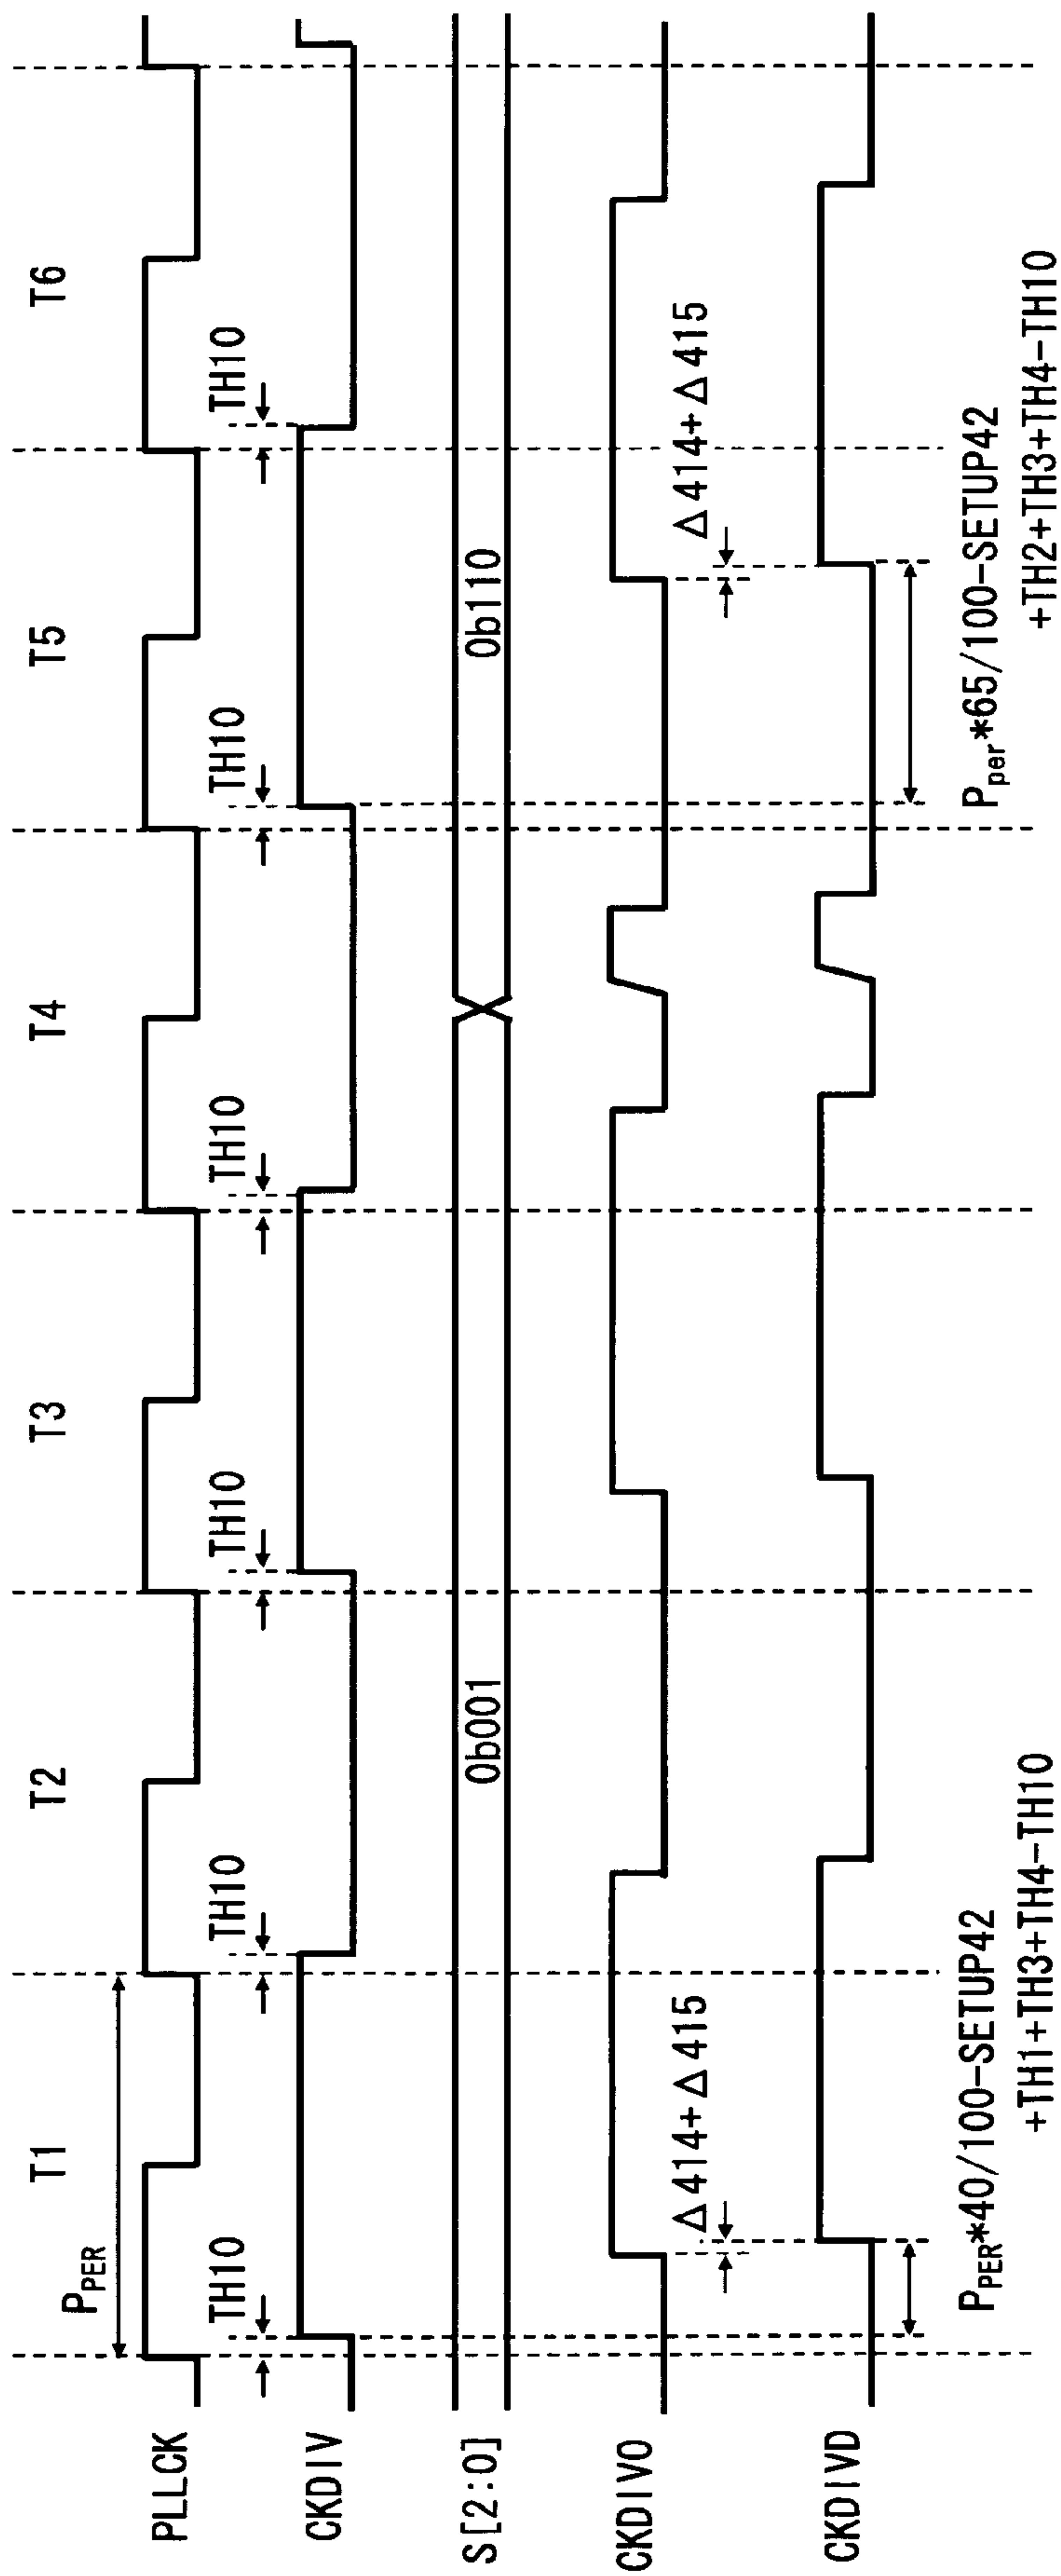 T1 T2 T3 T4 T5 T6
P_PER
PLLCK
TH10 TH10 TH10 TH10 TH10 TH10
CKDIV
S[2:0] 0b001 0b110
CKDIVO
Δ414+Δ415 Δ414+Δ415
CKDIVD
P_PER*40/100-SETUP42 P_per*65/100-SETUP42
+TH1+TH3+TH4-TH10 +TH2+TH3+TH4-TH10